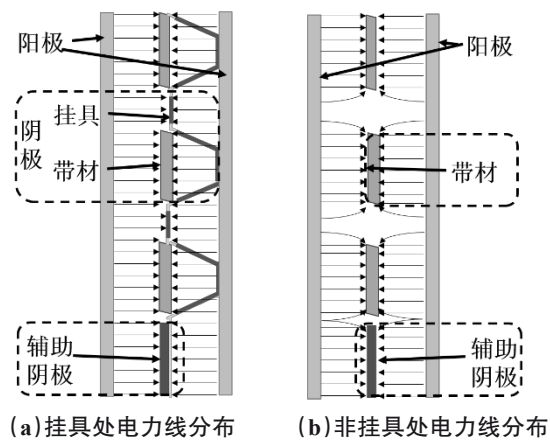 阳极
挂具
阴极
带材
辅助
阴极
(a)挂具处电力线分布
阳极
带材
辅助
阴极
(b)非挂具处电力线分布